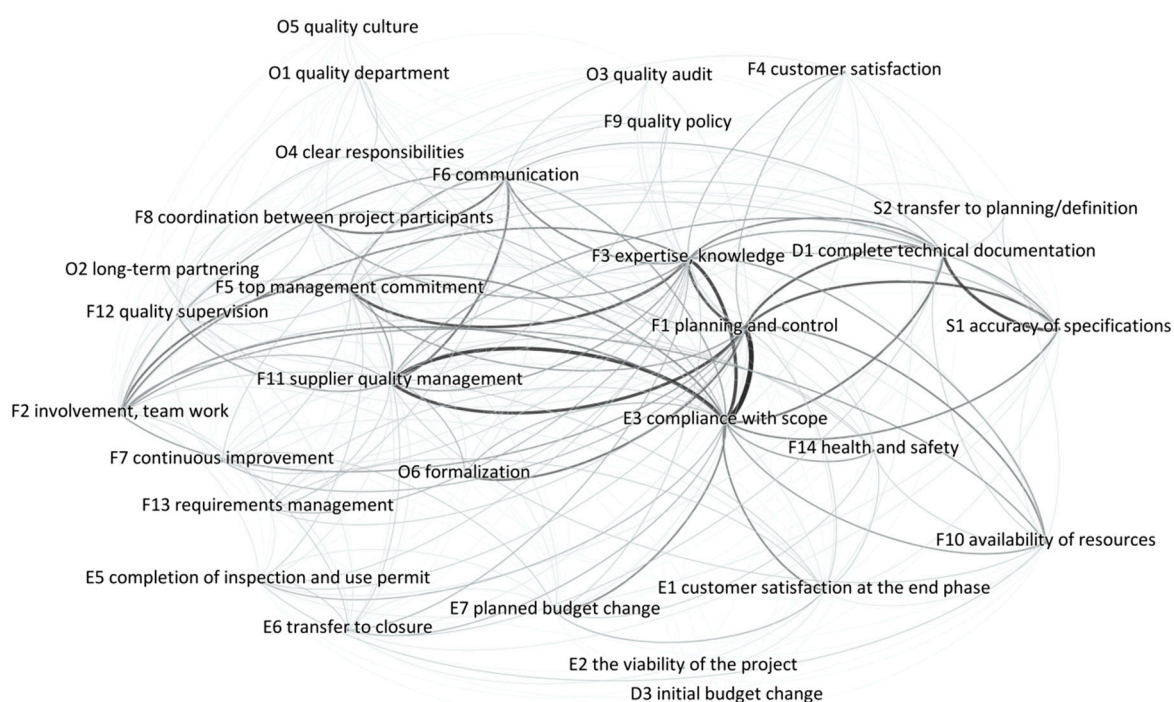 O5 quality culture
O1 quality department
O3 quality audit
F4 customer satisfaction
F9 quality policy
O4 clear responsibilities
F6 communication
F8 coordination between project participants
S2 transfer to planning/definition
F3 expertise, knowledge
D1 complete technical documentation
O2 long-term partnering
F5 top management commitment
F12 quality supervision
F1 planning and control
S1 accuracy of specifications
F11 supplier quality management
F2 involvement, team work
E3 compliance with scope
F14 health and safety
F7 continuous improvement
O6 formalization
F13 requirements management
F10 availability of resources
E5 completion of inspection and use permit
E1 customer satisfaction at the end phase
E7 planned budget change
E6 transfer to closure
E2 the viability of the project
D3 initial budget change